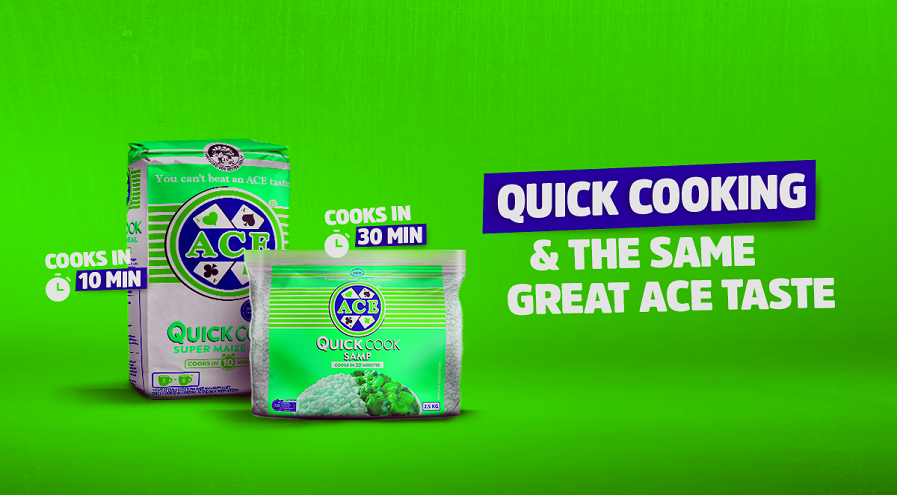 You can't beat an ACE taste
ACE
QUICK CO
SUPER MAIZE
COOKS IN 10
COOKS IN
10 MIN
COOKS IN
30 MIN
ACE
QUICK COOK
SAMP
COOKS IN 30 MINUTES
2.5 KG
QUICK COOKING
& THE SAME
GREAT ACE TASTE